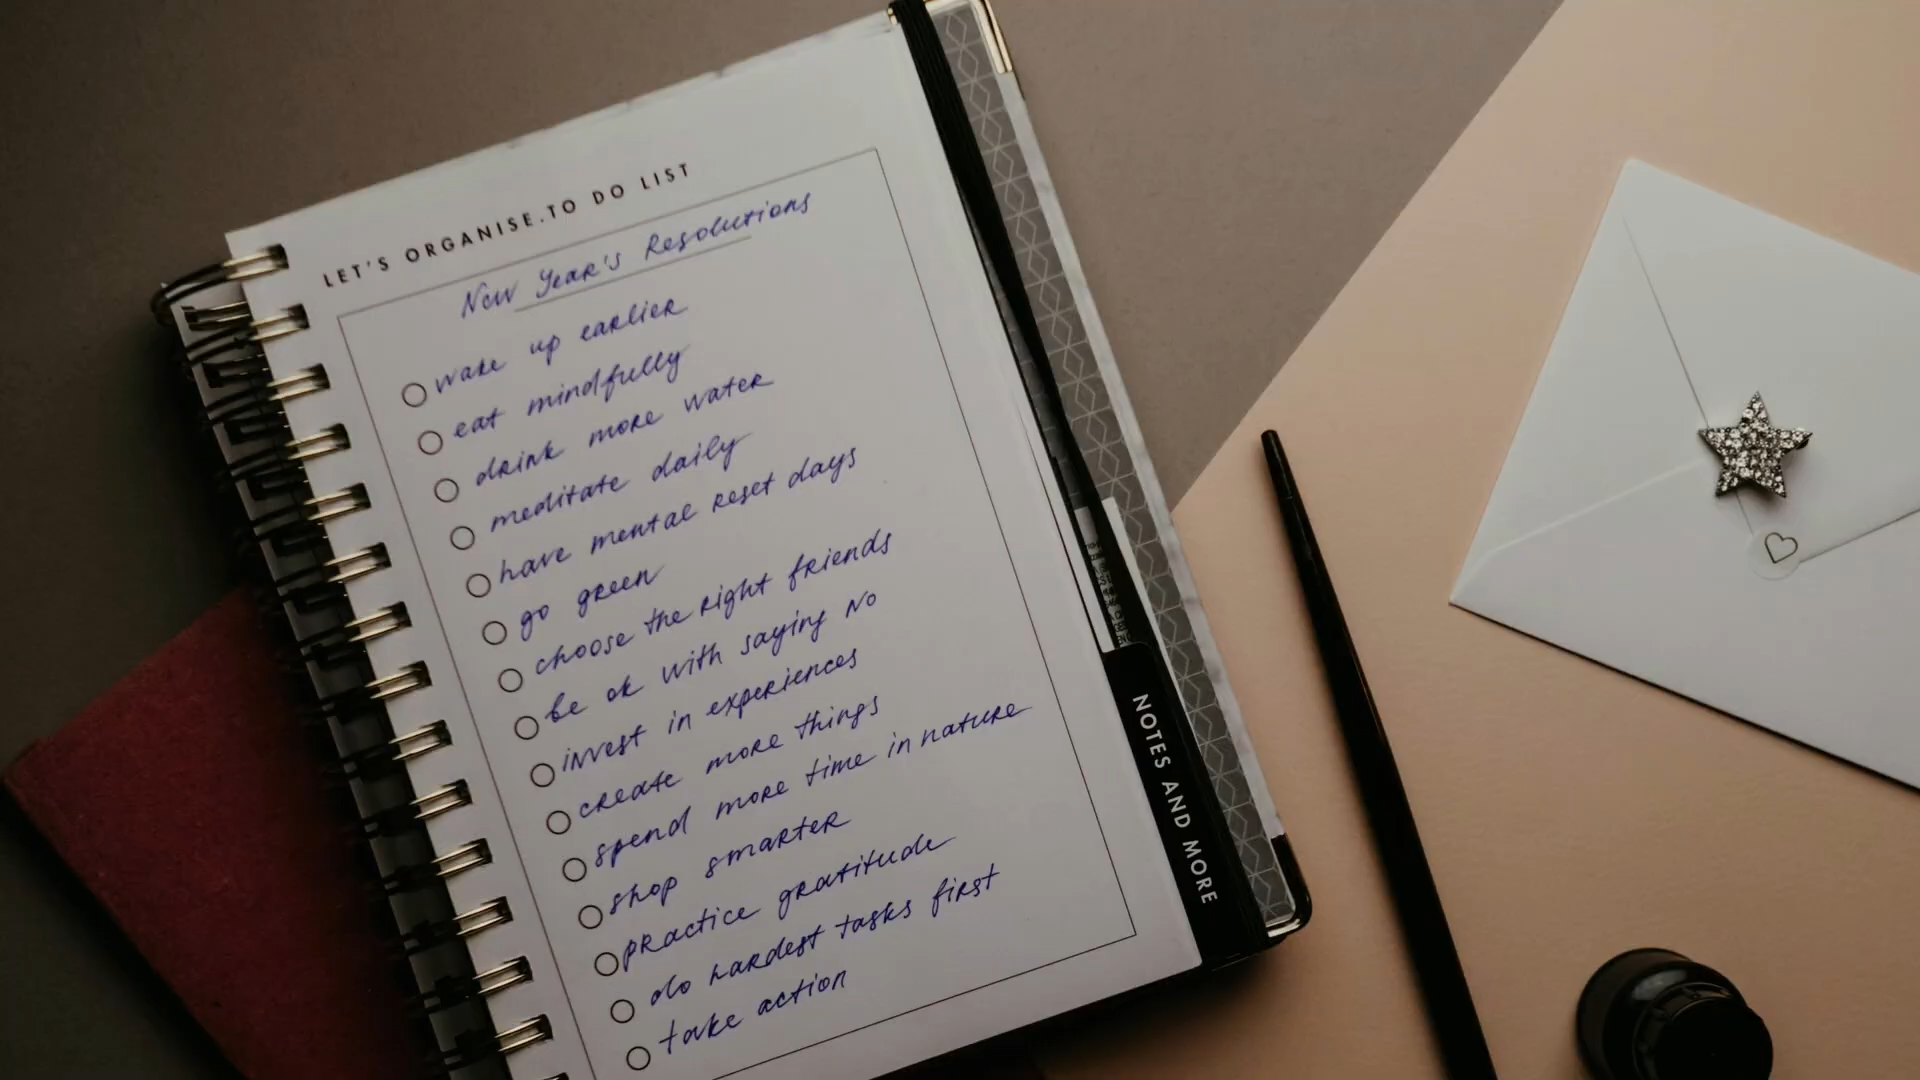 LET'S ORGANISE.TO DO LIST
New Year's Resolutions
wake up earlier
eat mindfully
drink more water
meditate daily
have mental reset days
go green
choose the right friends
be ok with saying No
invest in experiences
create more things
spend more time in nature
shop smarter
practice gratitude
do hardest tasks first
take action
NOTES AND MORE